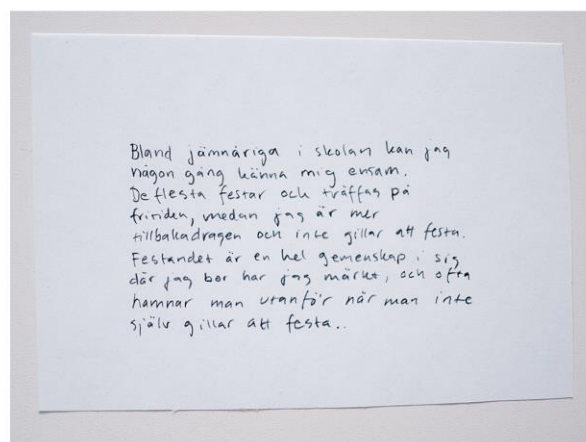 Bland jämnåriga i skolan kan jag
någon gång känna mig ensam.
De flesta festar och träffas på
fritiden, medan jag är mer
tillbakadragen och inte gillar att festa.
Festandet är en hel gemenskap i sig
där jag bor har jag märkt, och ofta
hamnar man utanför när man inte
själv gillar att festa..